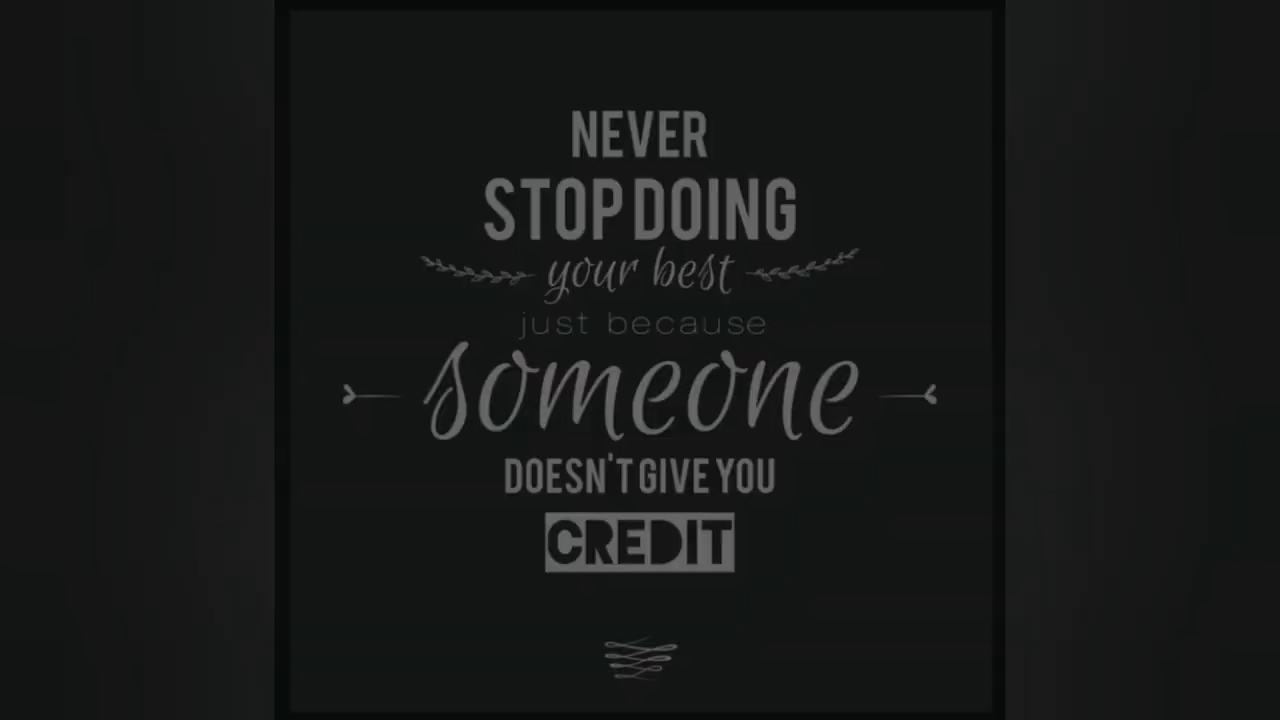 NEVER
STOP DOING
your best
just because
someone
DOESN'T GIVE YOU
CREDIT